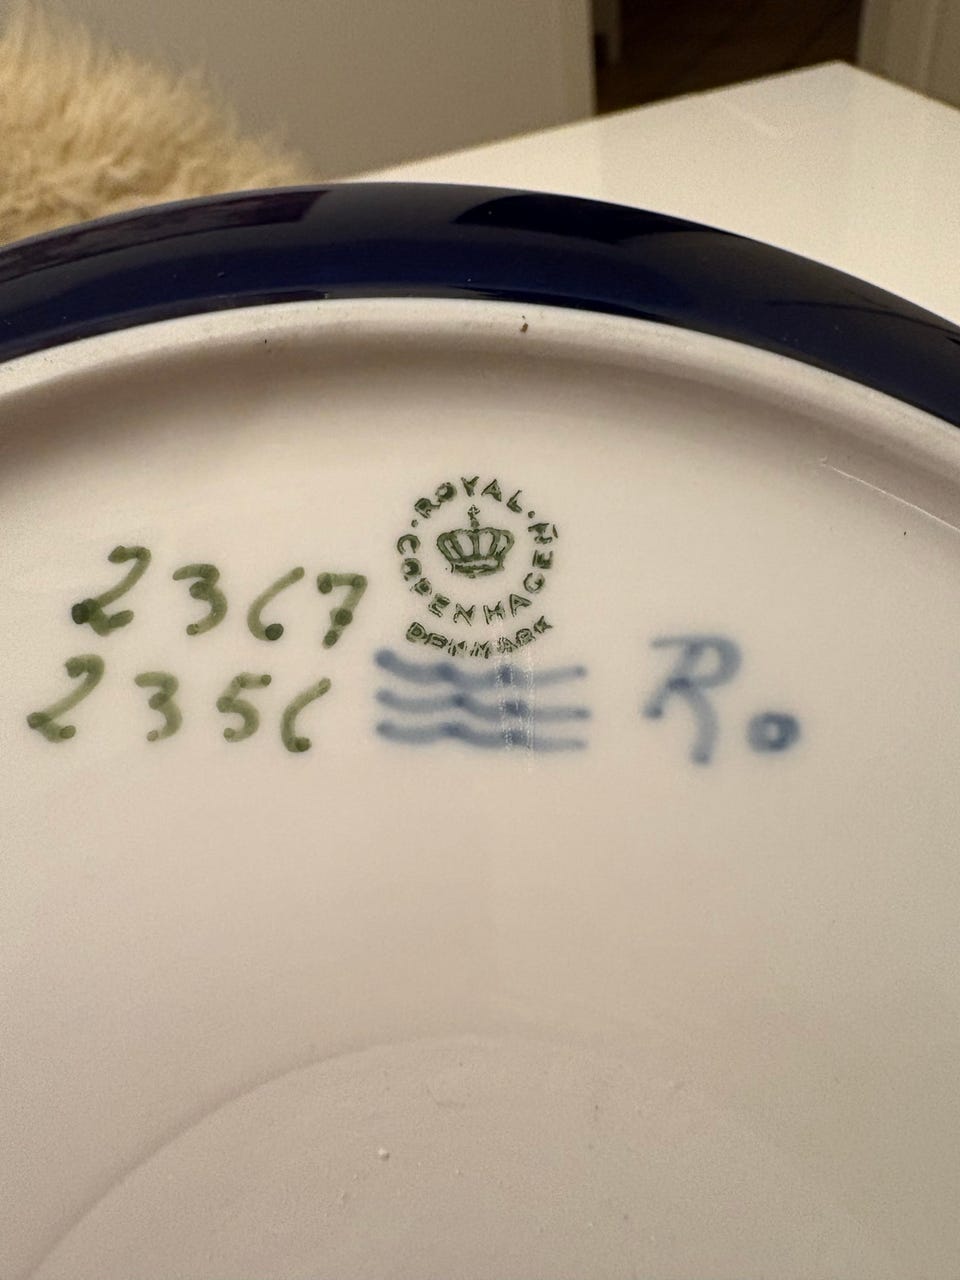 ROYAL
COPENHAGEN
DENMARK
2367
2356
Ro